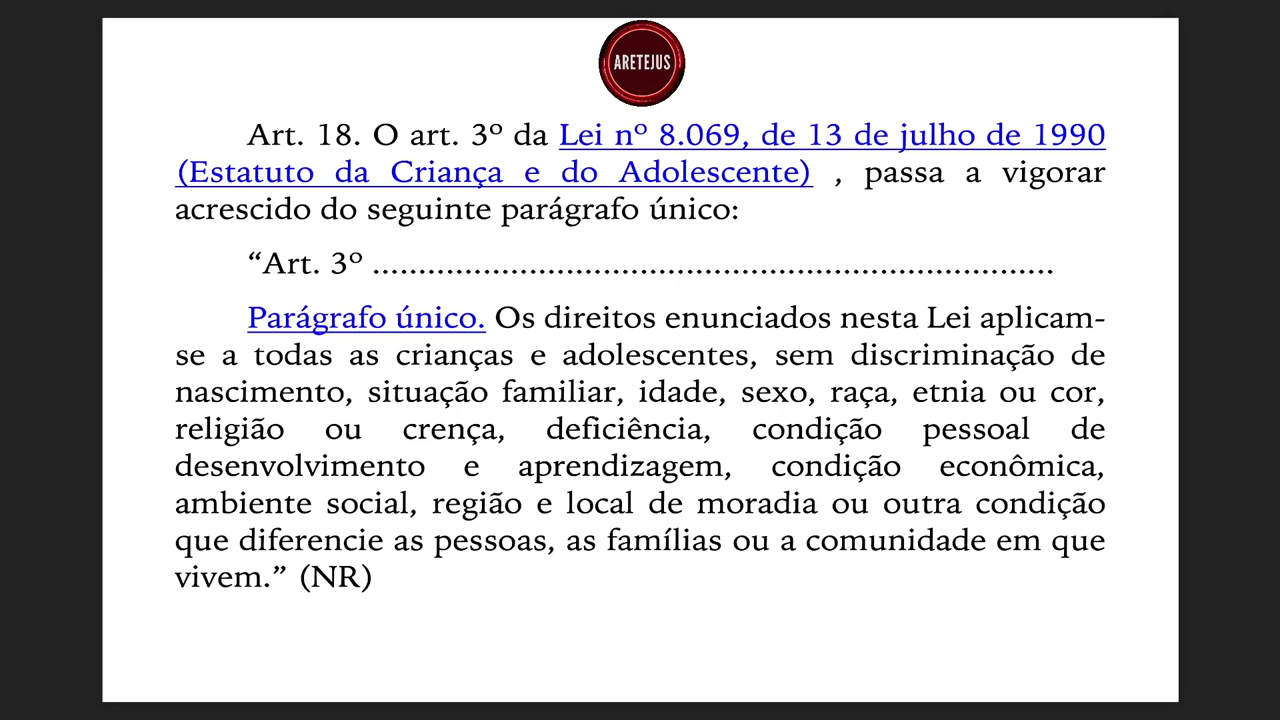 ARETEJUS
Art. 18. O art. 3º da Lei nº 8.069, de 13 de julho de 1990
(Estatuto da Criança e do Adolescente) , passa a vigorar
acrescido do seguinte parágrafo único:
“Art. 3º ..........................................................................
Parágrafo único. Os direitos enunciados nesta Lei aplicam-
se a todas as crianças e adolescentes, sem discriminação de
nascimento, situação familiar, idade, sexo, raça, etnia ou cor,
religião ou crença, deficiência, condição pessoal de
desenvolvimento e aprendizagem, condição econômica,
ambiente social, região e local de moradia ou outra condição
que diferencie as pessoas, as famílias ou a comunidade em que
vivem.” (NR)